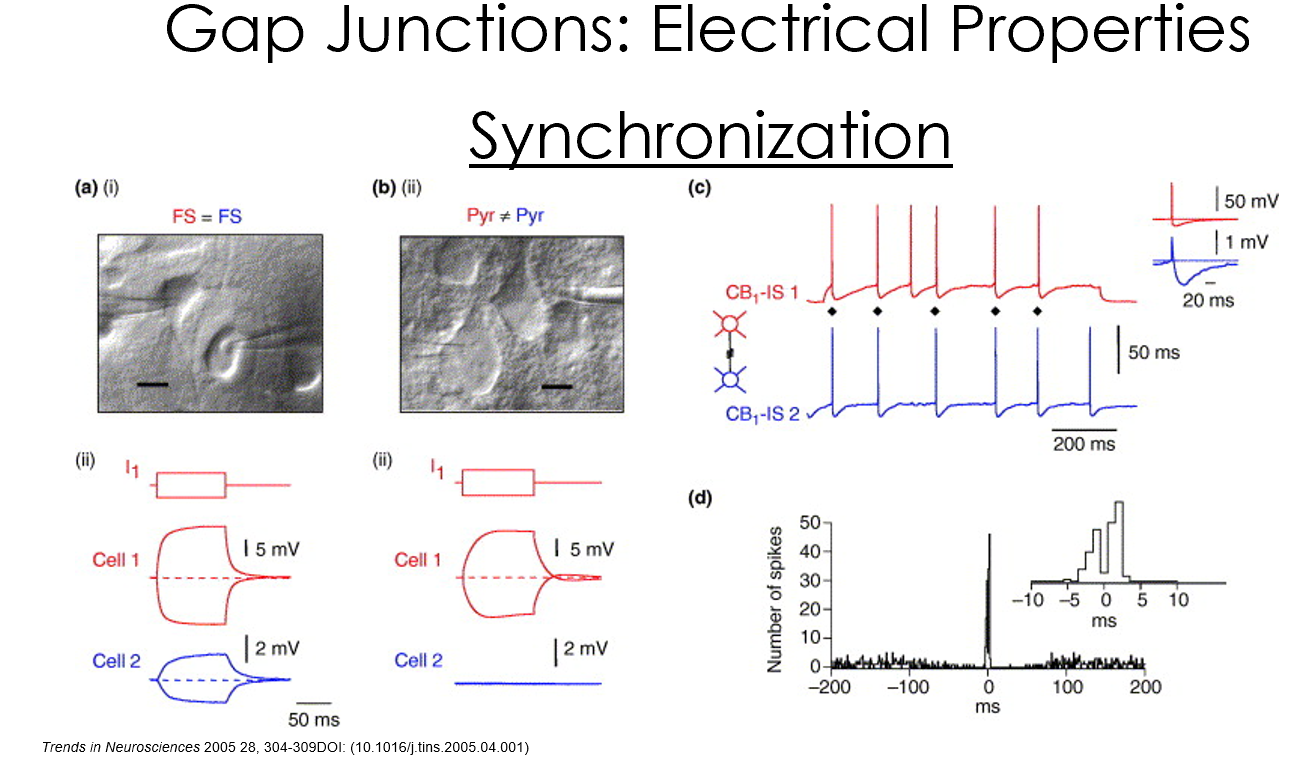 Gap Junctions: Electrical Properties
Synchronization
(a) (i)
FS = FS
(b) (ii)
Pyr ≠ Pyr
(ii)
I1
Cell 1
5 mV
Cell 2
2 mV
50 ms
(ii)
I1
Cell 1
5 mV
Cell 2
2 mV
(c)
50 mV
1 mV
20 ms
CB1-IS 1
50 ms
CB1-IS 2
200 ms
(d)
Number of spikes
50
40
30
20
10
0
−200 −100 0 100 200
ms
−10 −5 0 5 10
ms
Trends in Neurosciences 2005 28, 304-309DOI: (10.1016/j.tins.2005.04.001)